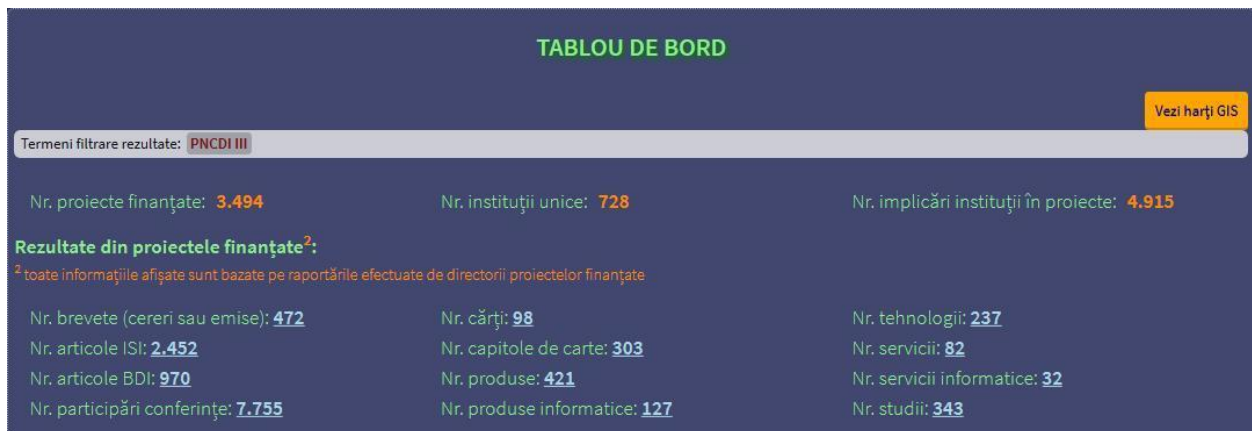 TABLOU DE BORD
Vezi harți GIS
Termeni filtrare rezultate: PNCDI III
Nr. proiecte finanțate: 3.494 Nr. instituții unice: 728 Nr. implicări instituții în proiecte: 4.915
Rezultate din proiectele finanțate2:
2 toate informațiile afișate sunt bazate pe raportările efectuate de directorii proiectelor finanțate
Nr. brevete (cereri sau emise): 472 Nr. cărți: 98 Nr. tehnologii: 237
Nr. articole ISI: 2.452 Nr. capitole de carte: 303 Nr. servicii: 82
Nr. articole BDI: 970 Nr. produse: 421 Nr. servicii informatice: 32
Nr. participări conferințe: 7.755 Nr. produse informatice: 127 Nr. studii: 343